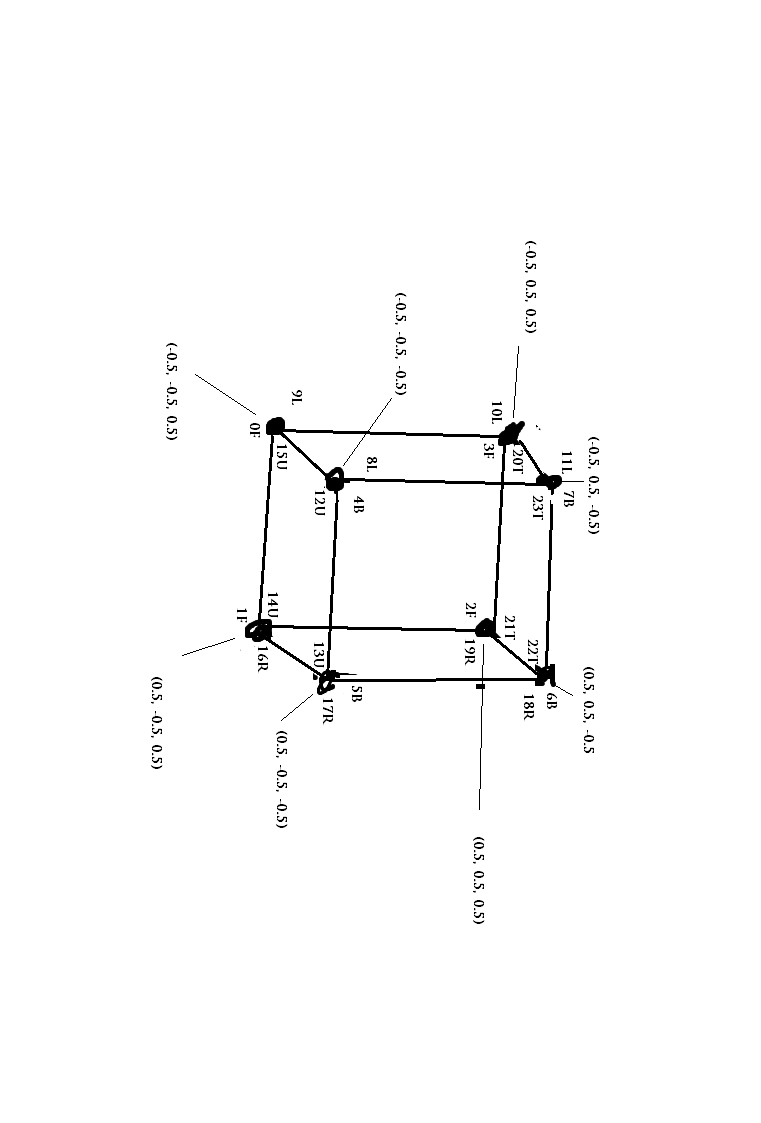 (-0.5, 0.5, -0.5)
(0.5, 0.5, -0.5
11L
7B
6B
(-0.5, 0.5, 0.5)
23T
22T
18R
20T
21T
10L
3F
2F
19R
(0.5, 0.5, 0.5)
(-0.5, -0.5, -0.5)
8L
4B
5B
12U
13U
17R
9L
15U
14U
(0.5, -0.5, -0.5)
0F
1F
16R
(-0.5, -0.5, 0.5)
(0.5, -0.5, 0.5)